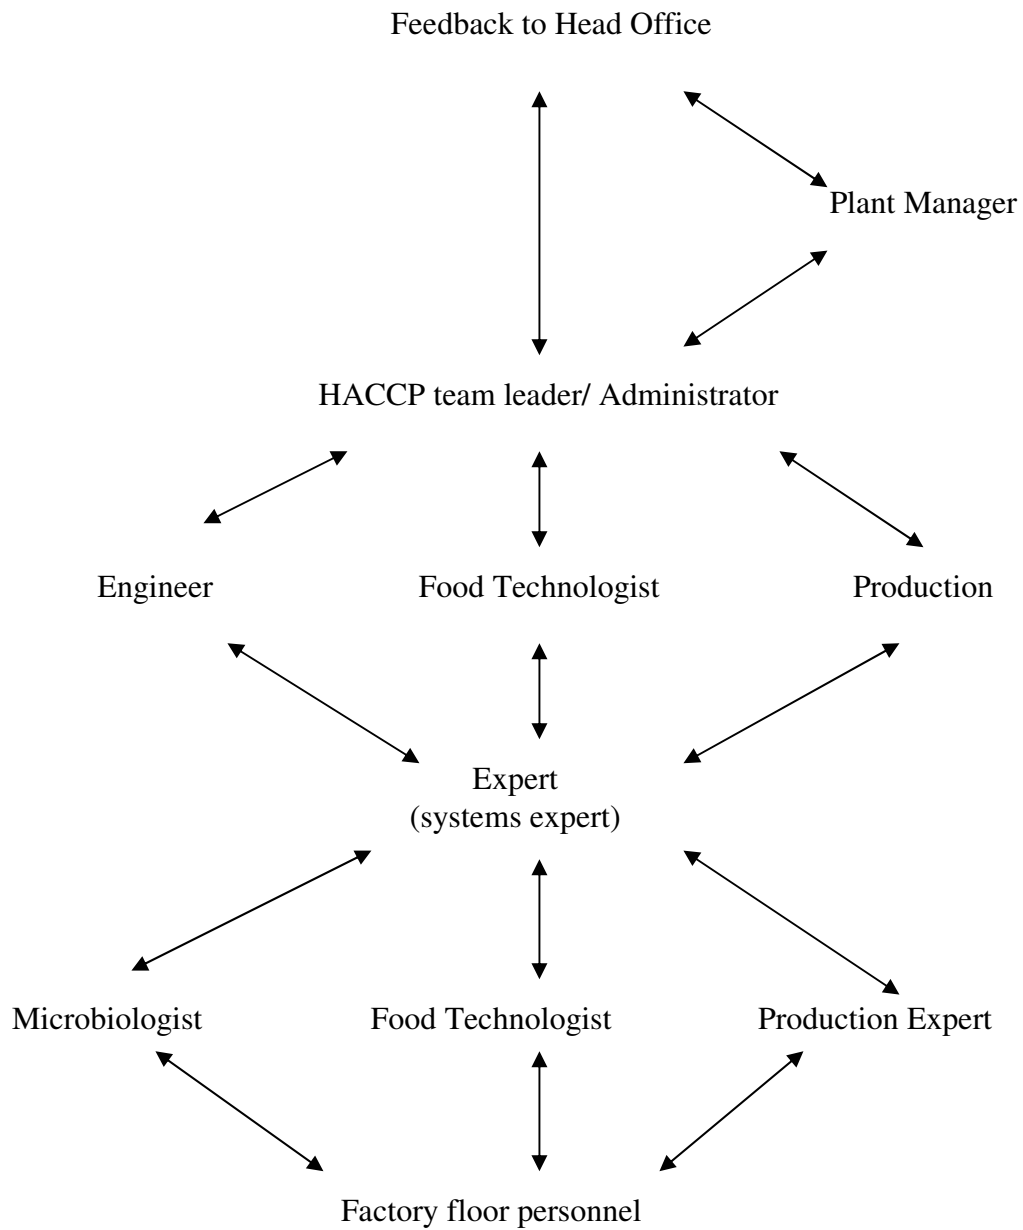 Feedback to Head Office
Plant Manager
HACCP team leader/ Administrator
Engineer
Food Technologist
Production
Expert
(systems expert)
Microbiologist
Food Technologist
Production Expert
Factory floor personnel